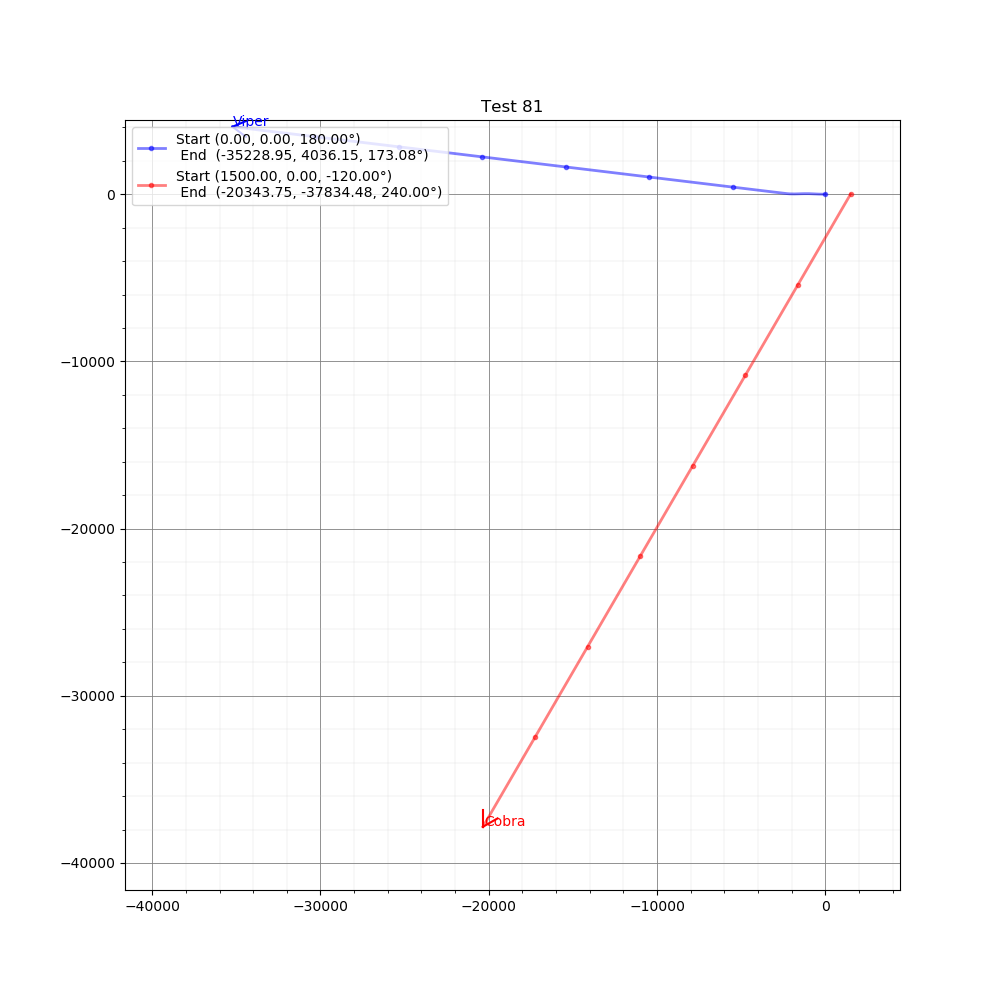 Test 81
Viper
Start (0.00, 0.00, 180.00°)
End (-35228.95, 4036.15, 173.08°)
Start (1500.00, 0.00, -120.00°)
End (-20343.75, -37834.48, 240.00°)
0
−10000
−20000
−30000
−40000
Cobra
−40000 −30000 −20000 −10000 0